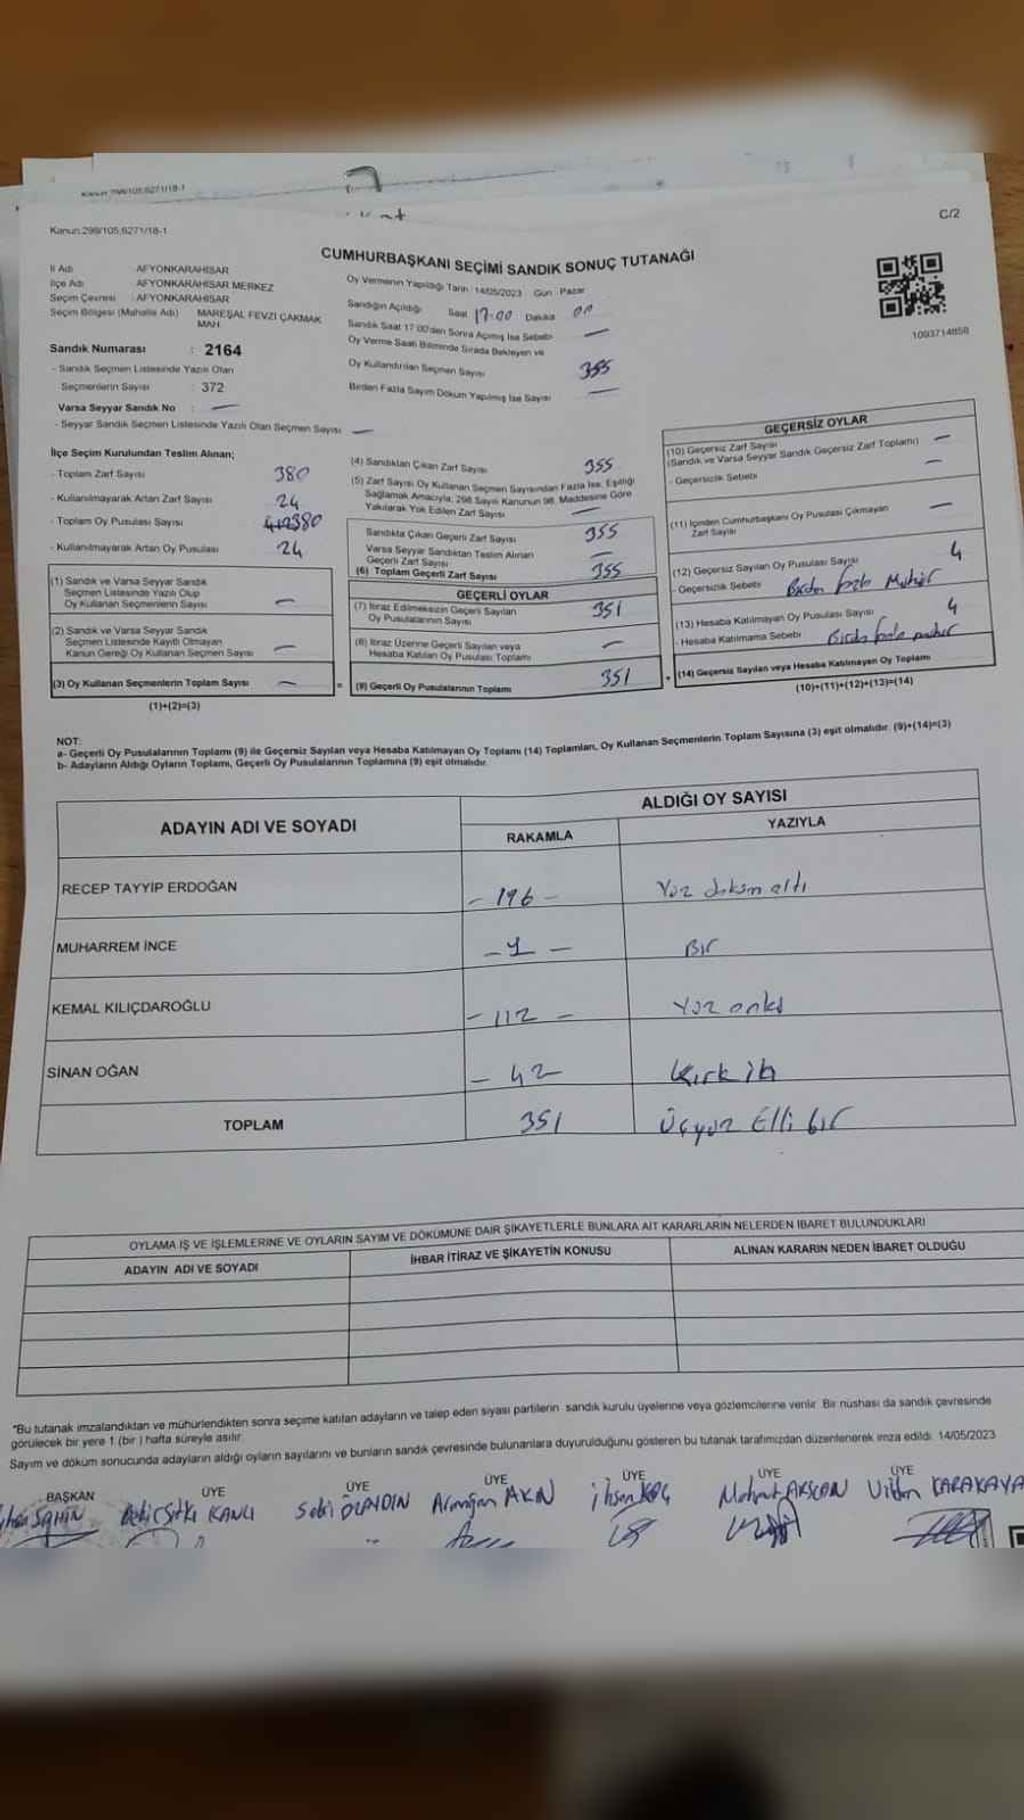 Kanun:299/105,6271/18-1
C/2
CUMHURBAŞKANI SEÇİMİ SANDIK SONUÇ TUTANAĞI
İl Adı AFYONKARAHİSAR
İlçe Adı AFYONKARAHİSAR MERKEZ
Seçim Çevresi : AFYONKARAHİSAR
Seçim Bölgesi (Mahalle Adı) MAREŞAL FEVZİ ÇAKMAK
MAH
Sandık Numarası : 2164
- Sandık Seçmen Listesinde Yazılı Olan
Seçmenlerin Sayısı : 372
Varsa Seyyar Sandık No : —
- Seyyar Sandık Seçmen Listesinde Yazılı Olan Seçmen Sayısı —
Oy Vermenin Yapıldığı Tarih :14/05/2023 Gün : Pazar
Sandığın Açıldığı Saat 17:00 Dakika 00
Sandık Saat 17:00'den Sonra Açılmış İse Sebebi —
Oy Verme Saati Bitiminde Sırada Bekleyen ve
Oy Kullandırılan Seçmen Sayısı 355
Birden Fazla Sayım Döküm Yapılmış İse Sayısı —
1093714858
İlçe Seçim Kurulundan Teslim Alınan;
- Toplam Zarf Sayısı 380
- Kullanılmayarak Artan Zarf Sayısı 24
- Toplam Oy Pusulası Sayısı 380
- Kullanılmayarak Artan Oy Pusulası 24
(1) Sandık ve Varsa Seyyar Sandık
Seçmen Listesinde Yazılı Olup
Oy Kullanan Seçmenlerin Sayısı —
(2) Sandık ve Varsa Seyyar Sandık
Seçmen Listesinde Kayıtlı Olmayan
Kanun Gereği Oy Kullanan Seçmen Sayısı —
(3) Oy Kullanan Seçmenlerin Toplam Sayısı —
(1)+(2)=(3)
(4) Sandıktan Çıkan Zarf Sayısı 355
(5) Zarf Sayısı Oy Kullanan Seçmen Sayısından Fazla İse, Eşitliği
Sağlamak Amacıyla; 298 Sayılı Kanunun 98. Maddesine Göre
Yakılarak Yok Edilen Zarf Sayısı —
Sandıkta Çıkan Geçerli Zarf Sayısı 355
Varsa Seyyar Sandıktan Teslim Alınan
Geçerli Zarf Sayısı —
(6) Toplam Geçerli Zarf Sayısı 355
GEÇERLİ OYLAR
(7) İtiraz Edilmeksizin Geçerli Sayılan
Oy Pusulalarının Sayısı 351
(8) İtiraz Üzerine Geçerli Sayılan veya
Hesaba Katılan Oy Pusulası Toplamı —
= (9) Geçerli Oy Pusulalarının Toplamı 351
GEÇERSİZ OYLAR
(10) Geçersiz Zarf Sayısı
(Sandık ve Varsa Seyyar Sandık Geçersiz Zarf Toplamı) —
- Geçersizlik Sebebi —
(11) İçinden Cumhurbaşkanı Oy Pusulası Çıkmayan
Zarf Sayısı —
(12) Geçersiz Sayılan Oy Pusulası Sayısı 4
- Geçersizlik Sebebi Birden fazla Mühür
(13) Hesaba Katılmayan Oy Pusulası Sayısı 4
- Hesaba Katılmama Sebebi Birden fazla mühür
+ (14) Geçersiz Sayılan veya Hesaba Katılmayan Oy Toplamı
(10)+(11)+(12)+(13)=(14)
NOT:
a- Geçerli Oy Pusulalarının Toplamı (9) ile Geçersiz Sayılan veya Hesaba Katılmayan Oy Toplamı (14) Toplamları, Oy Kullanan Seçmenlerin Toplam Sayısına (3) eşit olmalıdır. (9)+(14)=(3)
b- Adayların Aldığı Oyların Toplamı, Geçerli Oy Pusulalarının Toplamına (9) eşit olmalıdır.
ADAYIN ADI VE SOYADI ALDIĞI OY SAYISI
RAKAMLA YAZIYLA
RECEP TAYYİP ERDOĞAN - 196 - Yüz doksan altı
MUHARREM İNCE - 1 - Bir
KEMAL KILIÇDAROĞLU - 112 - Yüz oniki
SİNAN OĞAN - 42 Kırk iki
TOPLAM 351 Üçyüz Elli bir
OYLAMA İŞ VE İŞLEMLERİNE VE OYLARIN SAYIM VE DÖKÜMÜNE DAİR ŞİKAYETLERLE BUNLARA AİT KARARLARIN NELERDEN İBARET BULUNDUKLARI
ADAYIN ADI VE SOYADI İHBAR İTİRAZ VE ŞİKAYETİN KONUSU ALINAN KARARIN NEDEN İBARET OLDUĞU
*Bu tutanak imzalandıktan ve mühürlendikten sonra seçime katılan adayların ve talep eden siyasi partilerin sandık kurulu üyelerine veya gözlemcilerine verilir. Bir nüshası da sandık çevresinde
görülecek bir yere 1 (bir ) hafta süreyle asılır.
Sayım ve döküm sonucunda adayların aldığı oyların sayılarını ve bunların sandık çevresinde bulunanlara duyurulduğunu gösteren bu tutanak tarafımızdan düzenlenerek imza edildi. 14/05/2023
BAŞKAN ÜYE ÜYE ÜYE ÜYE ÜYE ÜYE
ŞAHİN KANLI AKIN İhsan KOÇ Mahmut ARSLAN KARAKAYA